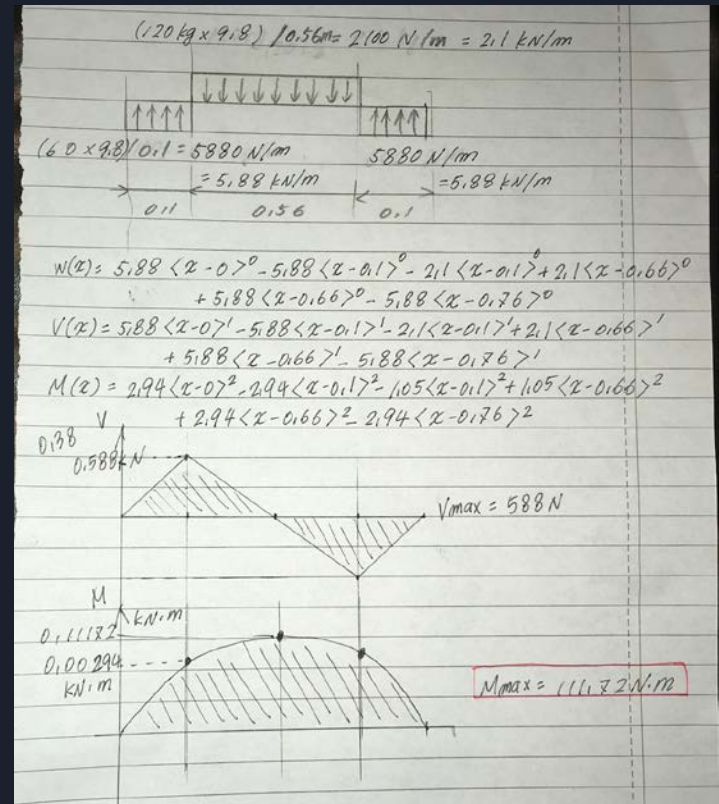 (120 kg x 9.8) / 0.56m = 2100 N/m = 2.1 kN/m
(60 x 9.8) / 0.1 = 5880 N/m
5880 N/m
= 5.88 kN/m
= 5.88 kN/m
0.1
0.56
0.1
W(x) = 5.88 <x-0>⁰ - 5.88 <x-0.1>⁰ - 2.1 <x-0.1>⁰ + 2.1 <x-0.66>⁰
+ 5.88 <x-0.66>⁰ - 5.88 <x-0.76>⁰
V(x) = 5.88 <x-0>¹ - 5.88 <x-0.1>¹ - 2.1 <x-0.1>¹ + 2.1 <x-0.66>¹
+ 5.88 <x-0.66>¹ - 5.88 <x-0.76>¹
M(x) = 2.94 <x-0>² - 2.94 <x-0.1>² - 1.05 <x-0.1>² + 1.05 <x-0.66>²
+ 2.94 <x-0.66>² - 2.94 <x-0.76>²
V
0.38
0.588 kN
Vmax = 588 N
M
kN.m
0.11172
0.00294
kN.m
Mmax = 111.72 N.m